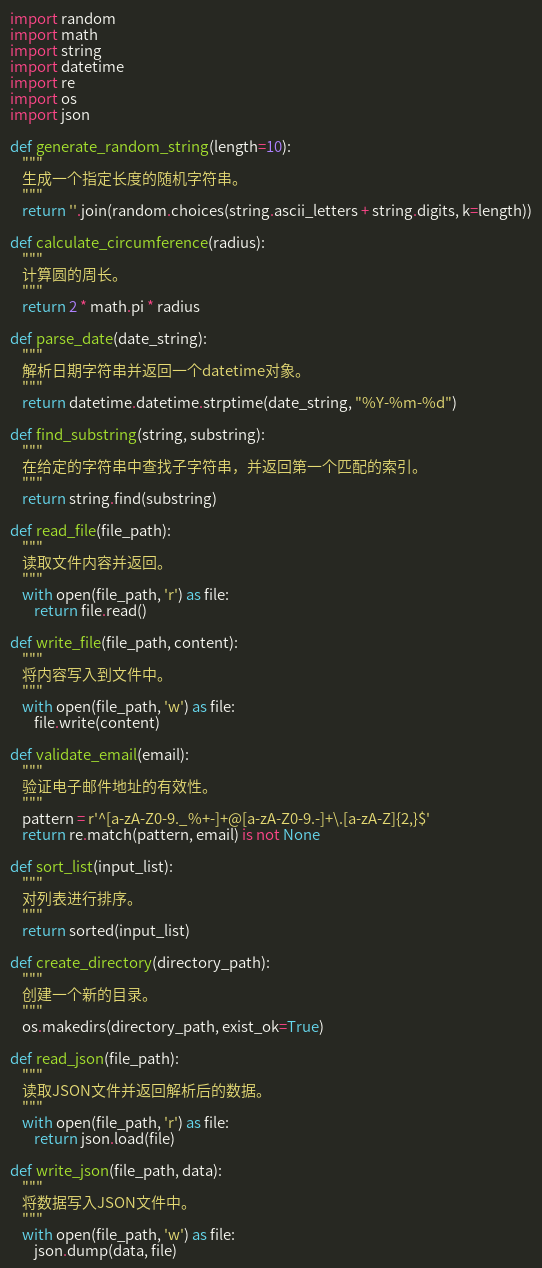 import random
import math
import string
import datetime
import re
import os
import json

def generate_random_string(length=10):
    """
    生成一个指定长度的随机字符串。
    """
    return ''.join(random.choices(string.ascii_letters + string.digits, k=length))

def calculate_circumference(radius):
    """
    计算圆的周长。
    """
    return 2 * math.pi * radius

def parse_date(date_string):
    """
    解析日期字符串并返回一个datetime对象。
    """
    return datetime.datetime.strptime(date_string, "%Y-%m-%d")

def find_substring(string, substring):
    """
    在给定的字符串中查找子字符串，并返回第一个匹配的索引。
    """
    return string.find(substring)

def read_file(file_path):
    """
    读取文件内容并返回。
    """
    with open(file_path, 'r') as file:
        return file.read()

def write_file(file_path, content):
    """
    将内容写入到文件中。
    """
    with open(file_path, 'w') as file:
        file.write(content)

def validate_email(email):
    """
    验证电子邮件地址的有效性。
    """
    pattern = r'^[a-zA-Z0-9._%+-]+@[a-zA-Z0-9.-]+\.[a-zA-Z]{2,}$'
    return re.match(pattern, email) is not None

def sort_list(input_list):
    """
    对列表进行排序。
    """
    return sorted(input_list)

def create_directory(directory_path):
    """
    创建一个新的目录。
    """
    os.makedirs(directory_path, exist_ok=True)

def read_json(file_path):
    """
    读取JSON文件并返回解析后的数据。
    """
    with open(file_path, 'r') as file:
        return json.load(file)

def write_json(file_path, data):
    """
    将数据写入JSON文件中。
    """
    with open(file_path, 'w') as file:
        json.dump(data, file)